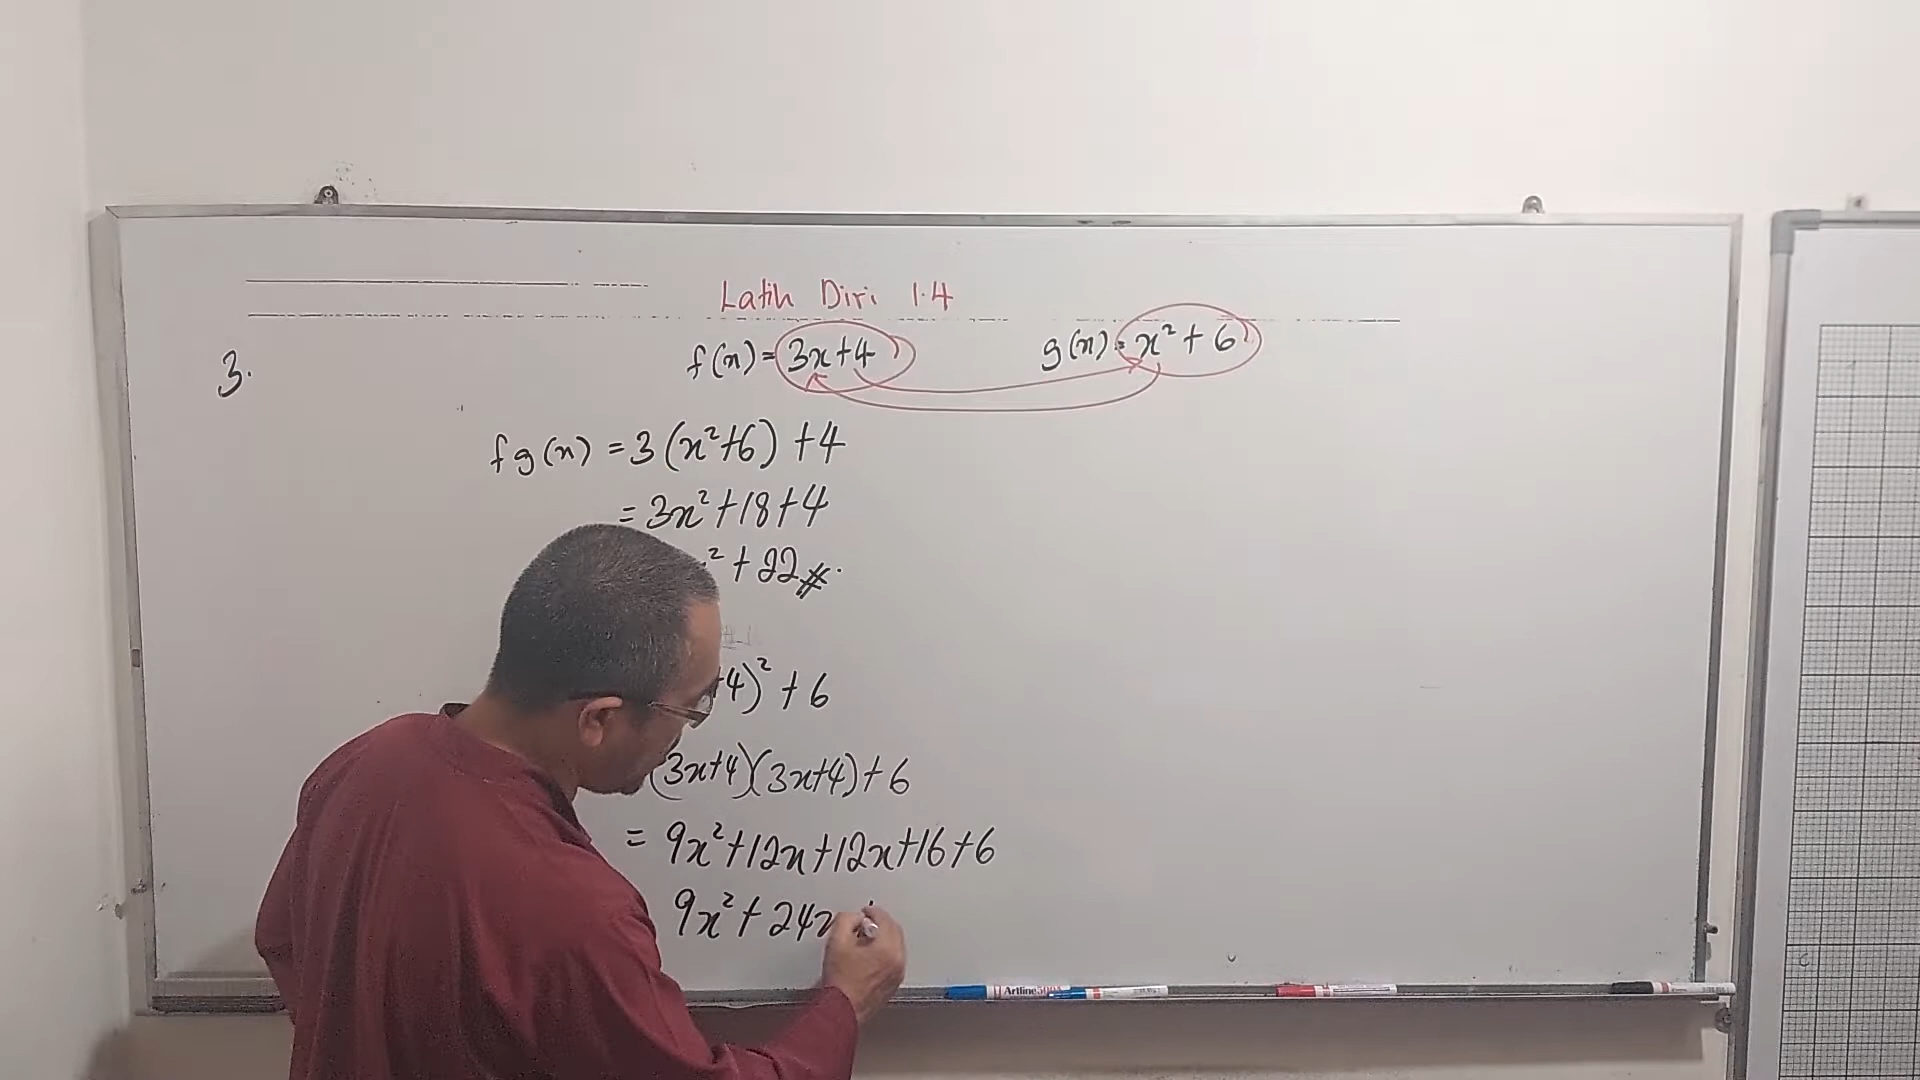 Latih Diri 1.4
3. f(x) = 3x+4 g(x) = x² + 6
fg(x) = 3(x²+6) + 4
= 3x² + 18 + 4
² + 22 #
+4)² + 6
(3x+4)(3x+4) + 6
= 9x² + 12x + 12x + 16 + 6
9x² + 24x
Artline